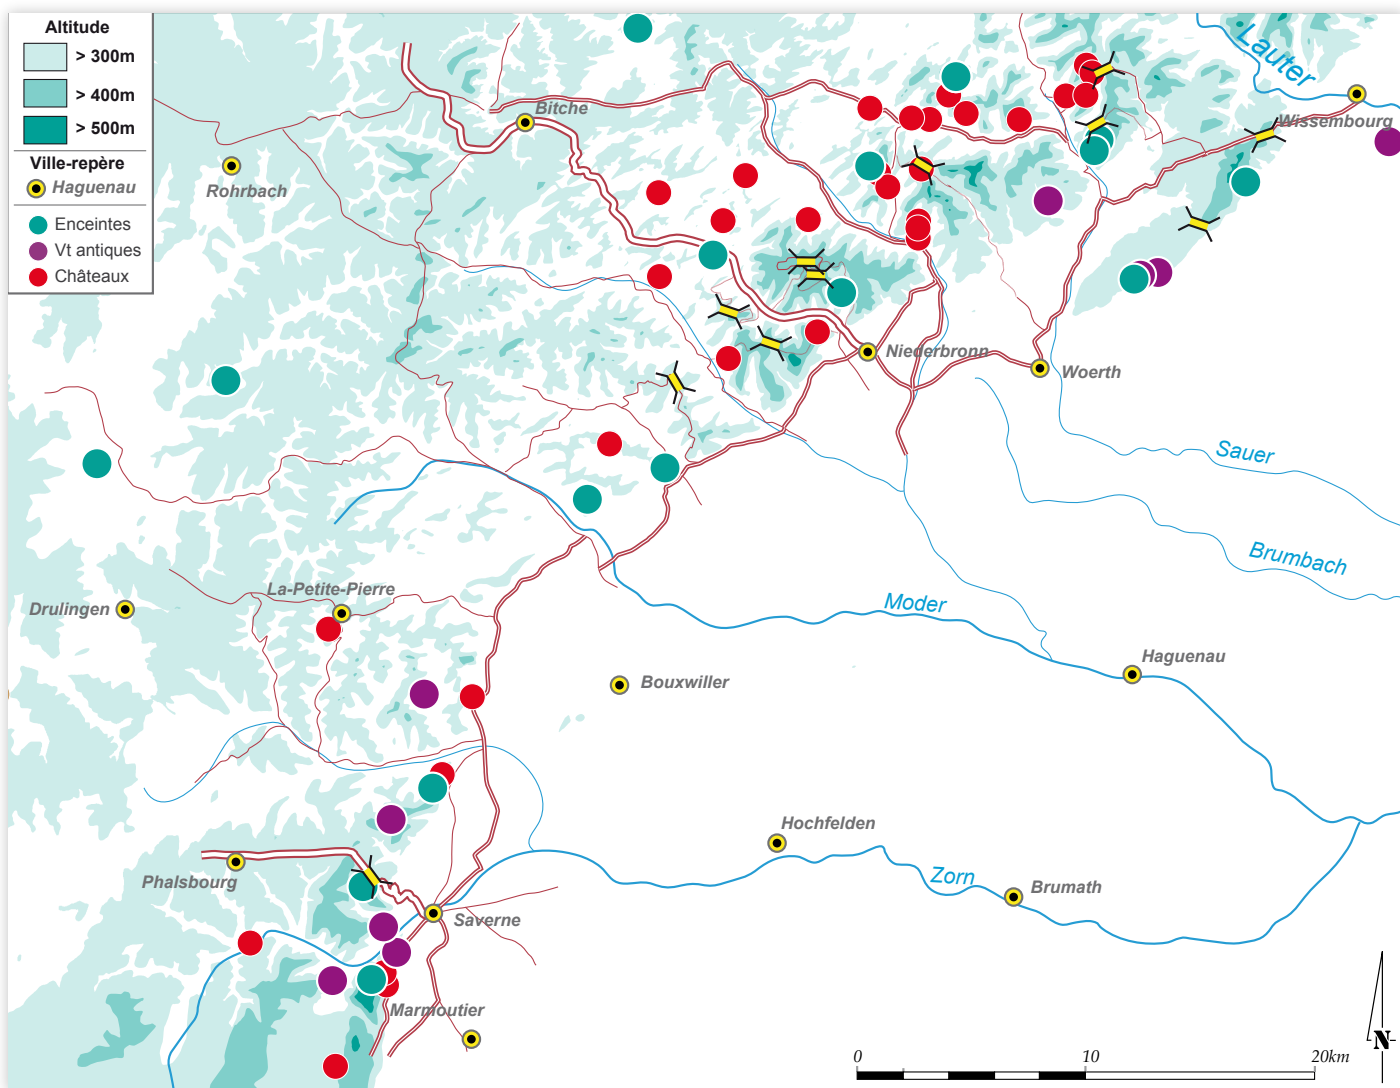 Altitude
> 300m
> 400m
> 500m
Ville-repère
Haguenau
Enceintes
Vt antiques
Châteaux
Lauter
Wissembourg
Bitche
Rohrbach
Niederbronn
Woerth
Sauer
Brumbach
La-Petite-Pierre
Drulingen
Moder
Haguenau
Bouxwiller
Hochfelden
Phalsbourg
Zorn
Brumath
Saverne
Marmoutier
N
0 10 20km